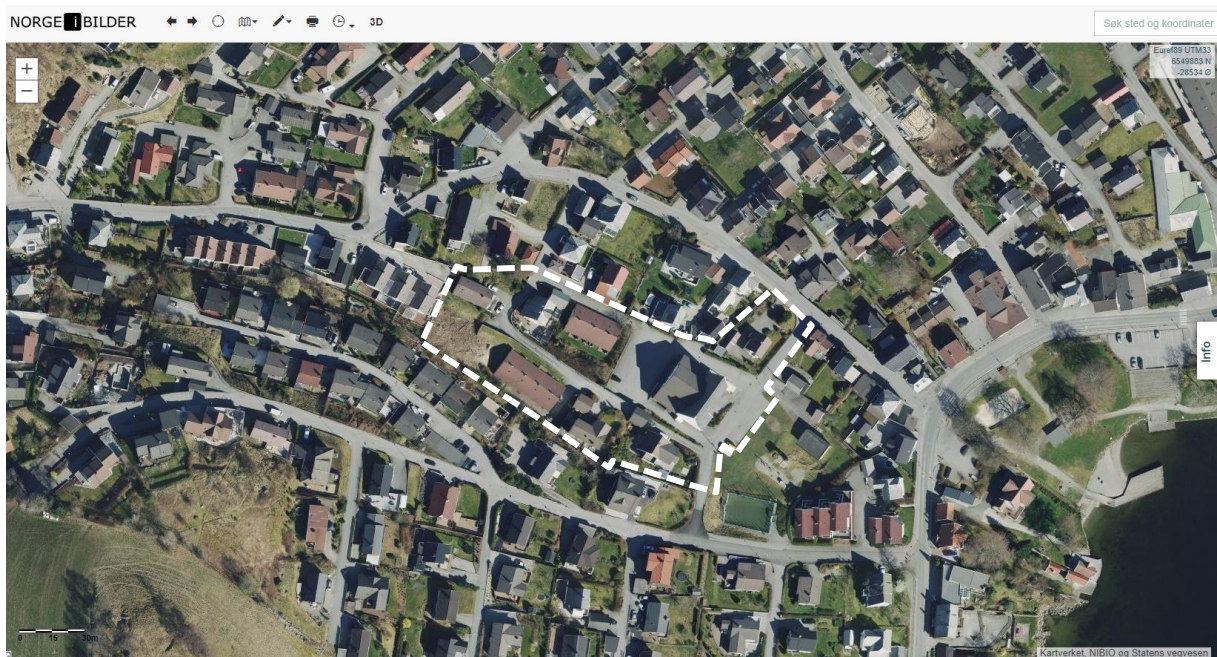 NORGE i BILDER
3D
Søk sted og koordinater
Euref89 UTM33
6549883 N
-28534 Ø
+
−
Info
0 15 30m
Kartverket, NIBIO og Statens vegvesen